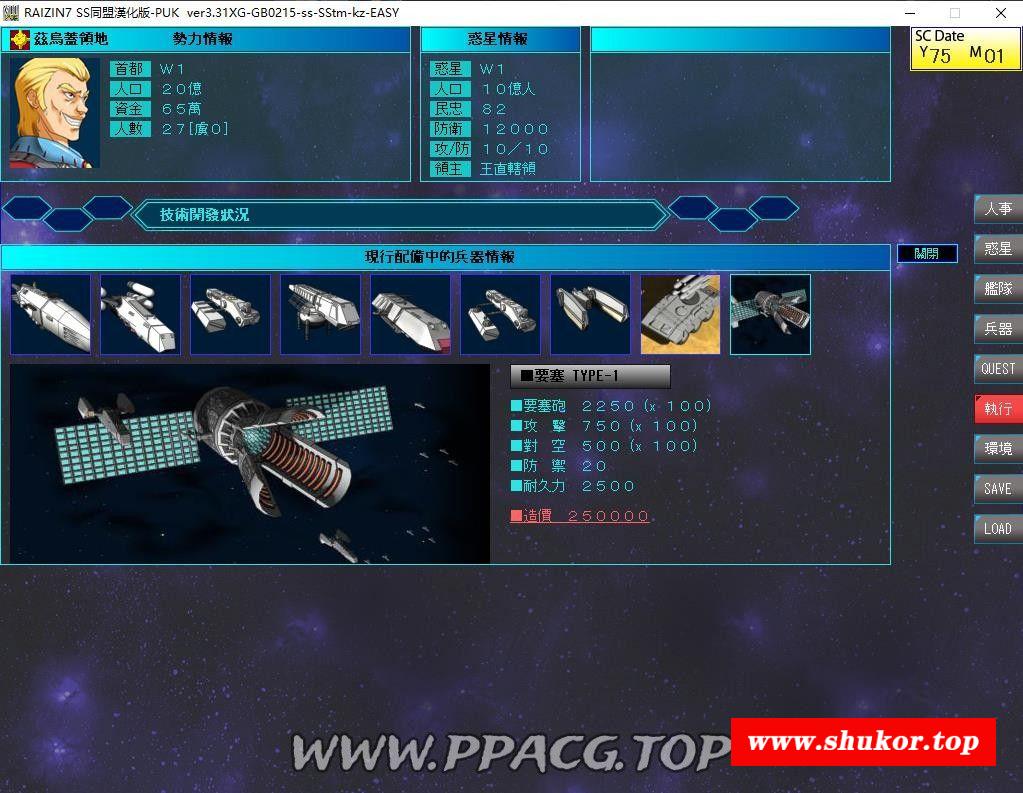 RAIZIN7 SS同盟漢化版-PUK ver3.31XG-GB0215-ss-SStm-kz-EASY
茲烏蓋領地 勢力情報
首都 W1
人口 20億
資金 65萬
人數 27[虜0]
惑星情報
惑星 W1
人口 10億人
民忠 82
防衛 12000
攻/防 10/10
領主 王直轄領
SC Date
Y75 M01
技術開發狀况
現行配備中的兵器情報
關閉
■要塞 TYPE-1
■要塞砲 2250 (x 100)
■攻 擊 750 (x 100)
■對 空 500 (x 100)
■防 禦 20
■耐久力 2500
■造價 250000
人事
惑星
艦隊
兵器
QUEST
執行
環境
SAVE
LOAD
WWW.PPACG.TOP
www.shukor.top